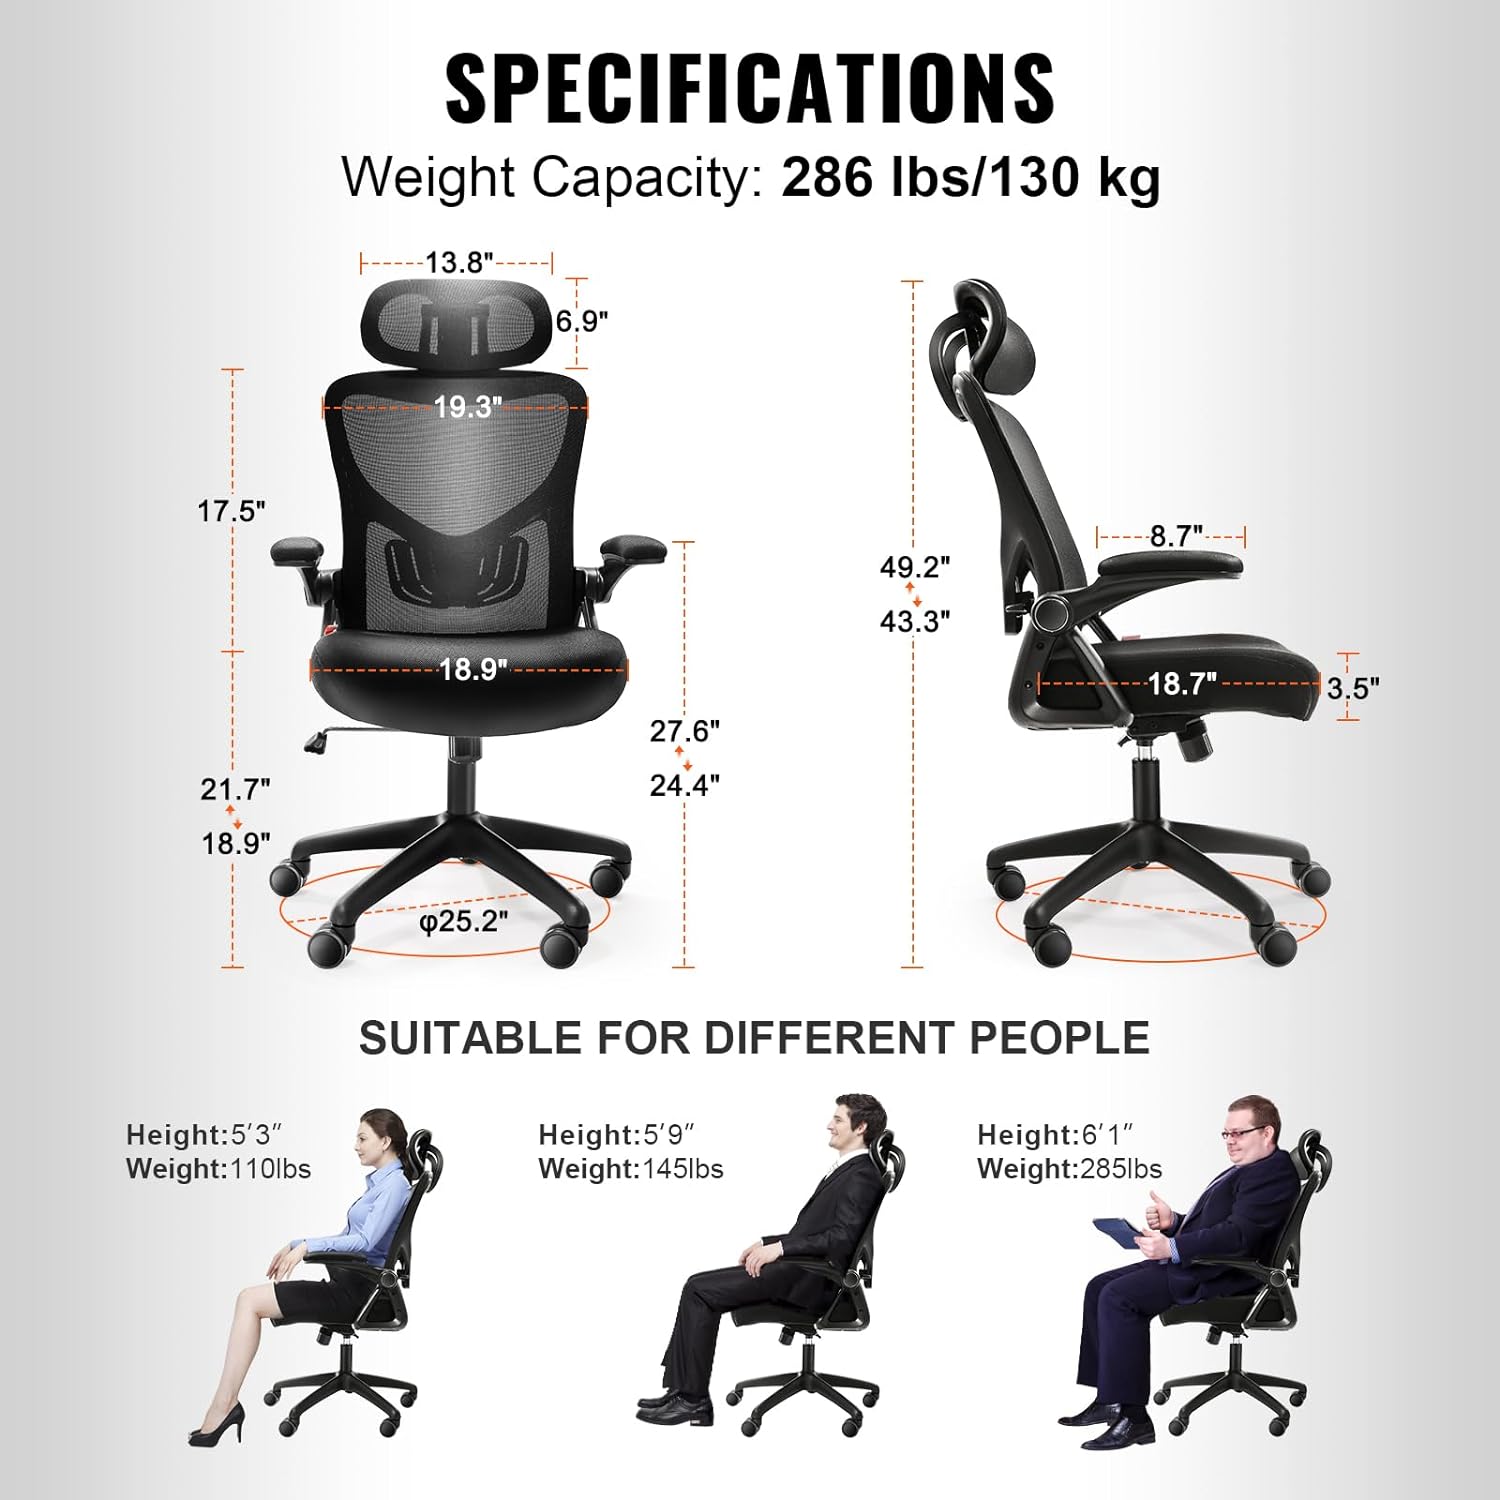 SPECIFICATIONS
Weight Capacity: 286 lbs/130 kg
13.8"
6.9"
19.3"
17.5"
18.9"
27.6"
24.4"
21.7"
18.9"
φ25.2"
49.2"
43.3"
8.7"
18.7"
3.5"
SUITABLE FOR DIFFERENT PEOPLE
Height:5'3"
Weight:110lbs
Height:5'9"
Weight:145lbs
Height:6'1"
Weight:285lbs